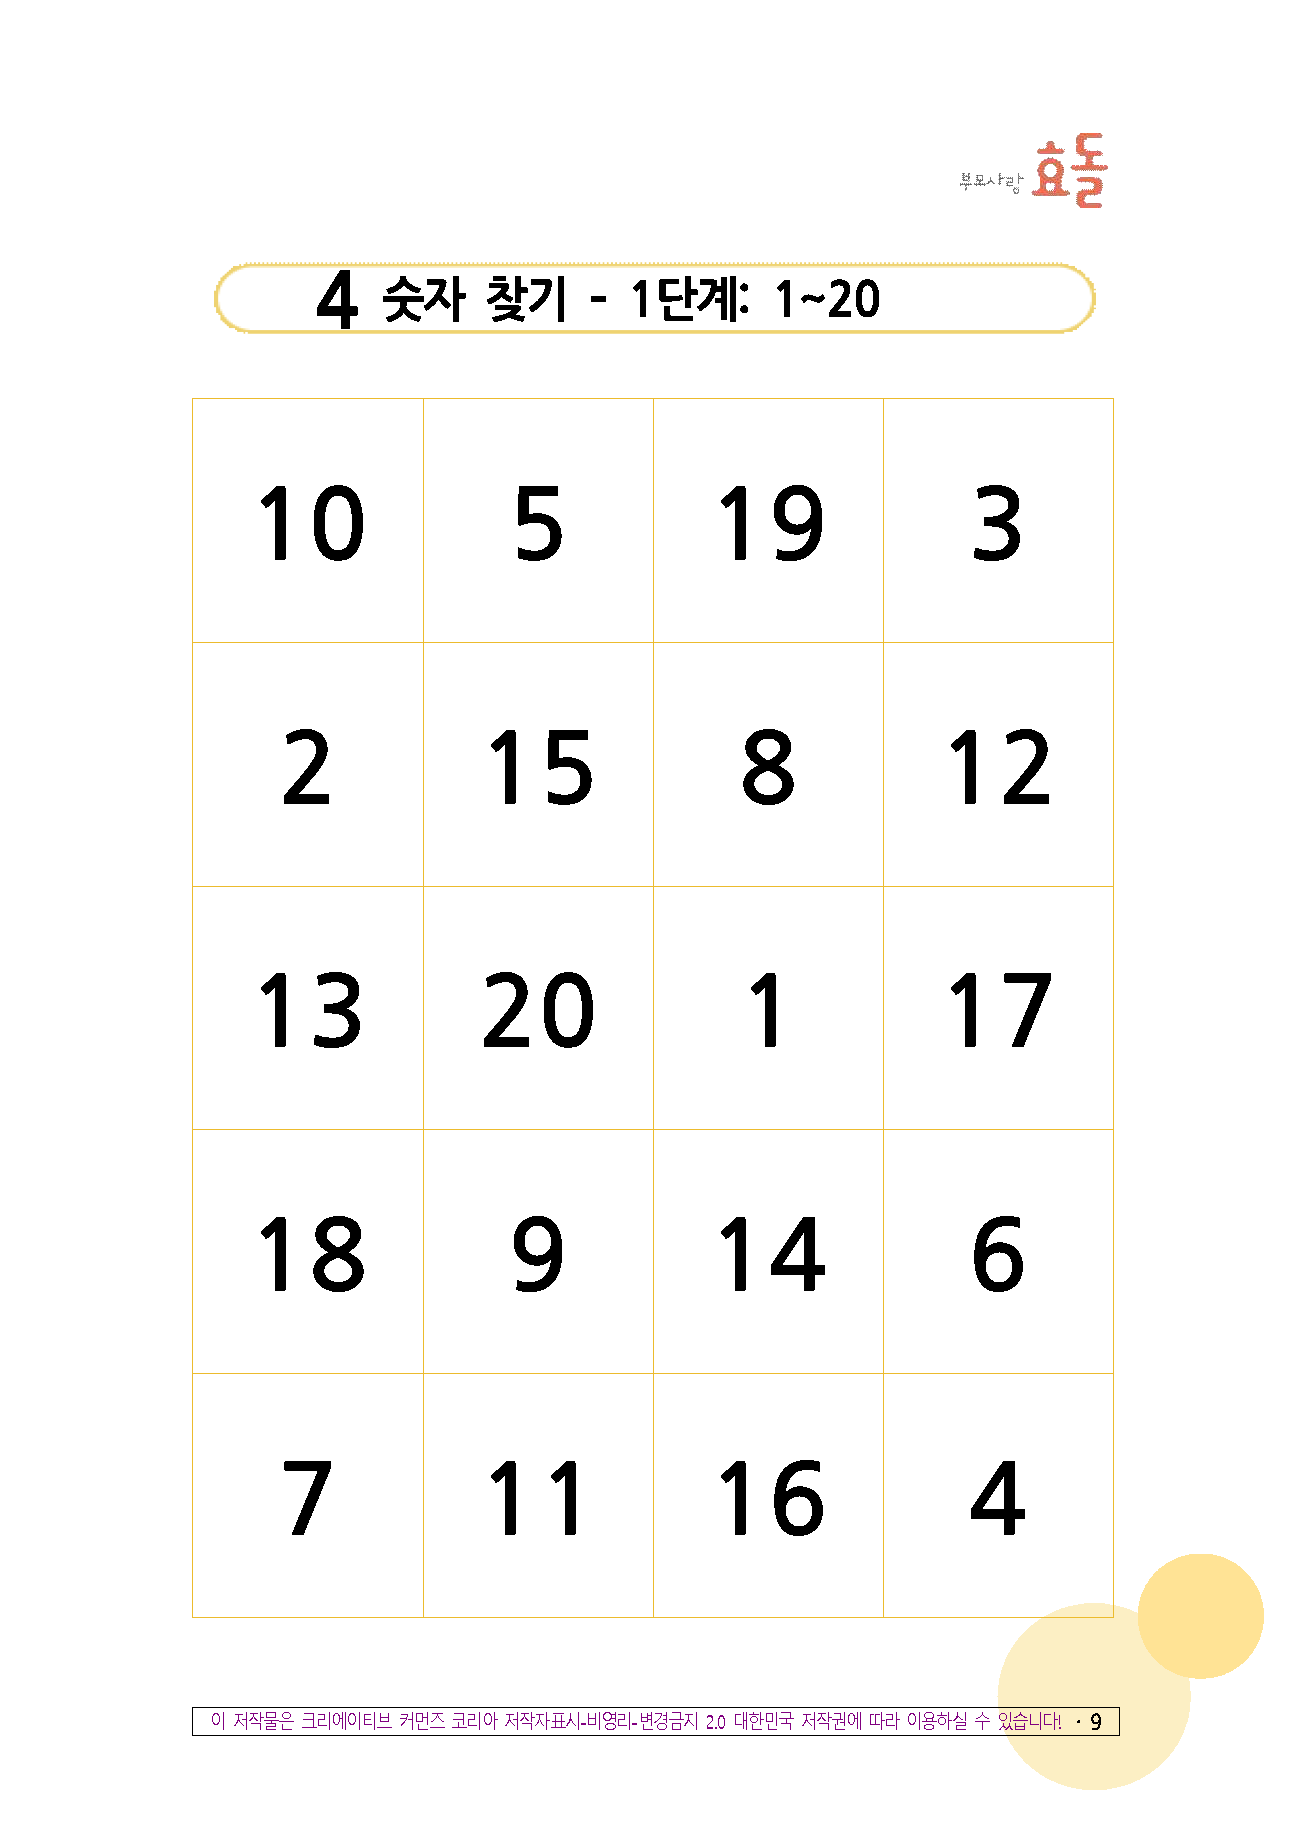 부모사랑 효돌
4 숫자 찾기 - 1단계: 1~20
10 5 19 3
2 15 8 12
13 20 1 17
18 9 14 6
7 11 16 4
이 저작물은 크리에이티브 커먼즈 코리아 저작자표시-비영리-변경금지 2.0 대한민국 저작권에 따라 이용하실 수 있습니다! · 9